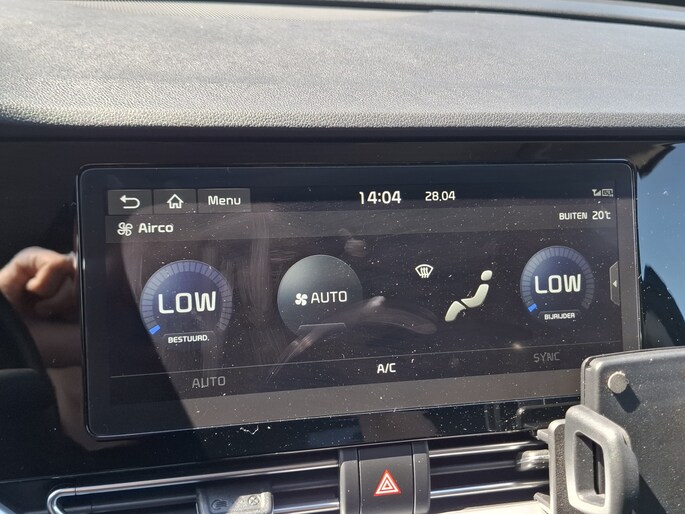 Menu 14:04 28.04
Airco BUITEN 20°C
LOW AUTO LOW
BESTUURD. BIJRIJDER
AUTO A/C SYNC